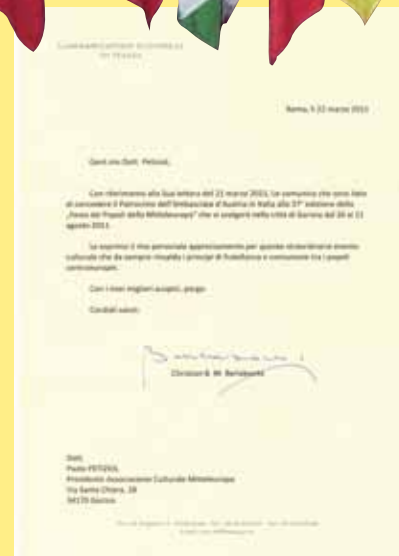 Roma, li 22 marzo 2011
Gent.mo Dott. Petiziol,
Con riferimento alla Sua lettera del 21 marzo 2011, Le comunico che sono lieto
di concedere il Patrocinio dell'Ambasciata d'Austria in Italia alla 37° edizione della
„Festa dei Popoli della Mitteleuropa" che si svolgerà nella città di Gorizia dal 20 al 21
agosto 2011.
Le esprimo il mio personale apprezzamento per questo straordinario evento
culturale che da sempre rinsalda i principi di fratellanza e comunione tra i popoli
centroeuropei.
Con i miei migliori auspici, porgo
Cordiali saluti
Christian B. M. Berlakovits
Dott.
Paolo PETIZIOL
Presidente Associazione Culturale Mitteleuropa
Via Santa Chiara, 18
34170 Gorizia